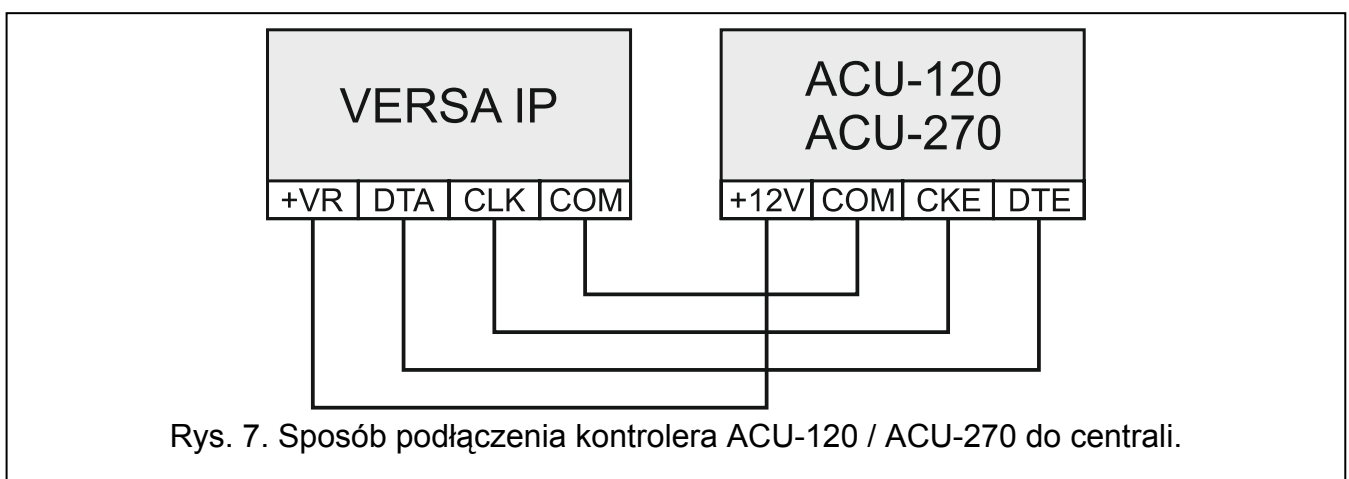 VERSA IP
+VR DTA CLK COM
ACU-120
ACU-270
+12V COM CKE DTE
Rys. 7. Sposób podłączenia kontrolera ACU-120 / ACU-270 do centrali.